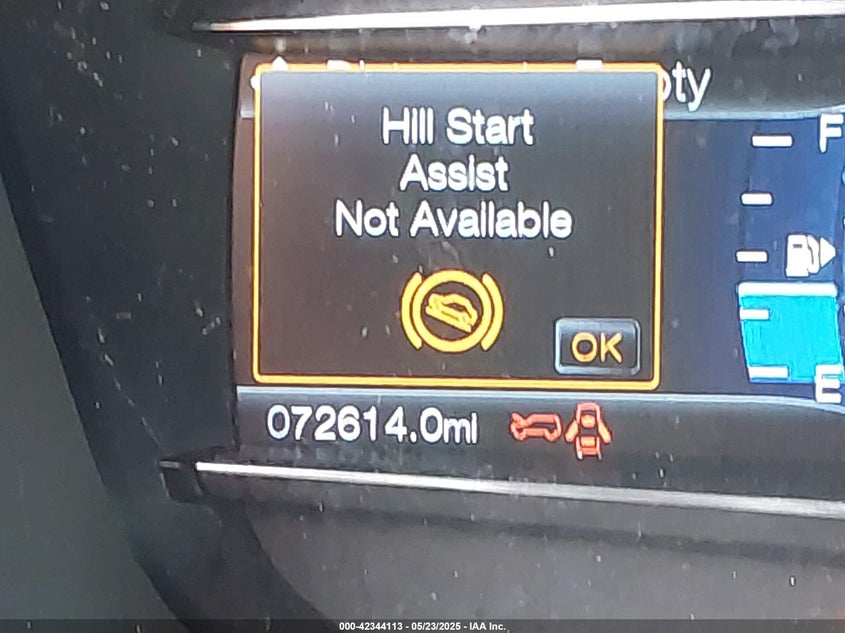 Hill Start
Assist
Not Available
OK
F
E
072614.0mi
000-42344113 - 05/23/2025 - IAA Inc.